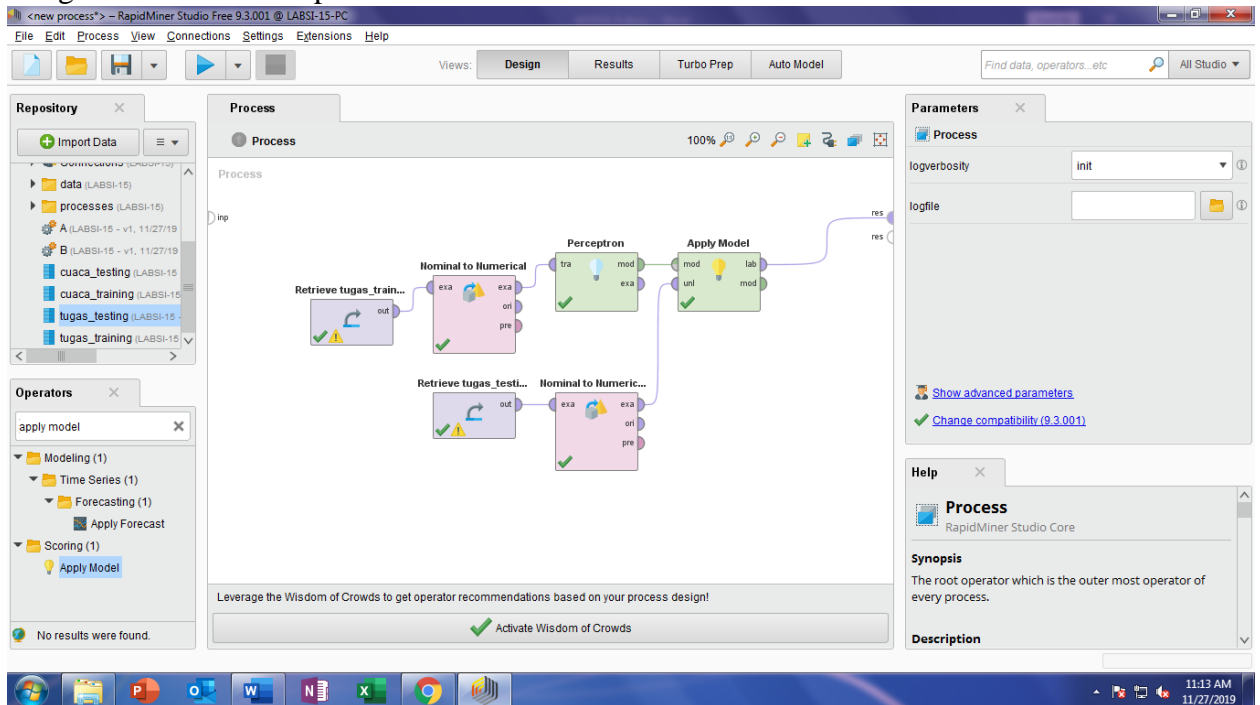 <new process*> – RapidMiner Studio Free 9.3.001 @ LABSI-15-PC
File Edit Process View Connections Settings Extensions Help
Views: Design Results Turbo Prep Auto Model
Find data, operators...etc
All Studio
Repository
Import Data
data (LABSI-15)
processes (LABSI-15)
A (LABSI-15 - v1, 11/27/19
B (LABSI-15 - v1, 11/27/19
cuaca_testing (LABSI-15
cuaca_training (LABSI-15
tugas_testing (LABSI-15 -
tugas_training (LABSI-15
Operators
apply model
Modeling (1)
Time Series (1)
Forecasting (1)
Apply Forecast
Scoring (1)
Apply Model
No results were found.
Process
Process
100%
Process
inp
res
res
Perceptron
tra mod
exa
Apply Model
mod lab
unl mod
Nominal to Numerical
exa exa
ori
pre
Retrieve tugas_train...
out
Retrieve tugas_testi...
out
Nominal to Numeric...
exa exa
ori
pre
Leverage the Wisdom of Crowds to get operator recommendations based on your process design!
Activate Wisdom of Crowds
Parameters
Process
logverbosity init
logfile
Show advanced parameters
Change compatibility (9.3.001)
Help
Process
RapidMiner Studio Core
Synopsis
The root operator which is the outer most operator of
every process.
Description
11:13 AM
11/27/2019